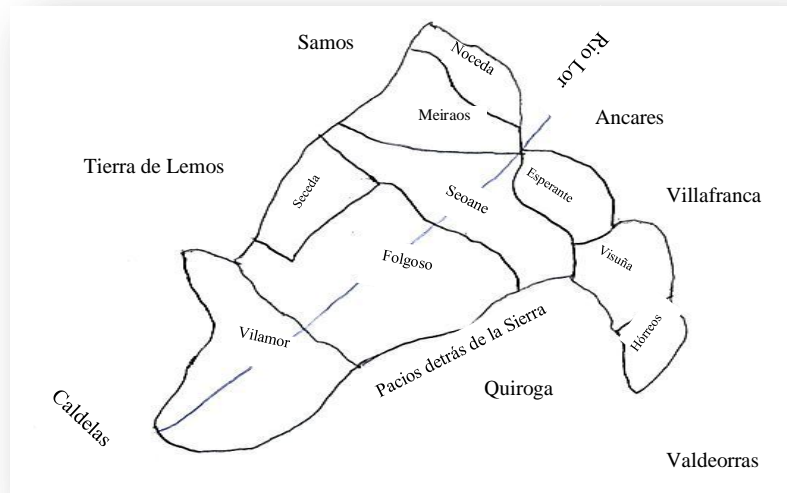 Samos
Noceda
Río Lor
Meiraos
Ancares
Tierra de Lemos
Seceda
Seoane
Esperante
Villafranca
Folgoso
Visuña
Vilamor
Hórreos
Pacios detrás de la Sierra
Quiroga
Caldelas
Valdeorras